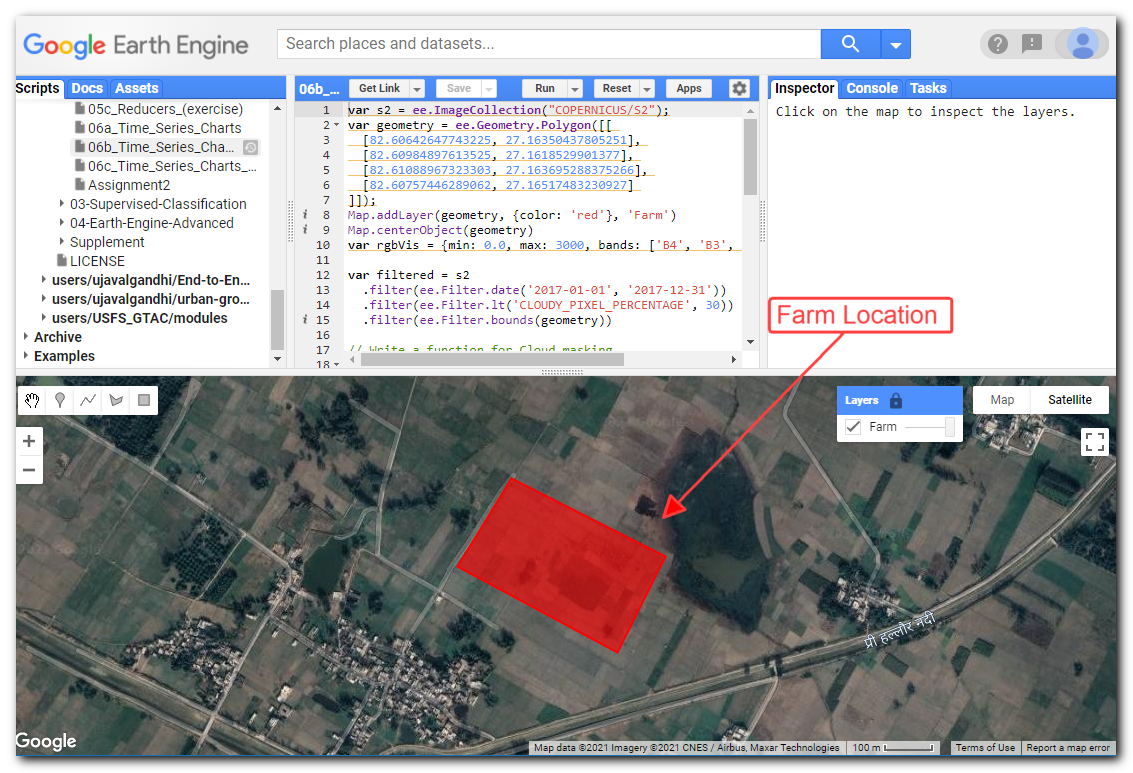 Google Earth Engine
Search places and datasets...
Scripts Docs Assets
05c_Reducers_(exercise)
06a_Time_Series_Charts
06b_Time_Series_Cha...
06c_Time_Series_Charts_...
Assignment2
03-Supervised-Classification
04-Earth-Engine-Advanced
Supplement
LICENSE
users/ujavalgandhi/End-to-En...
users/ujavalgandhi/urban-gro...
users/USFS_GTAC/modules
Archive
Examples
06b_... Get Link Save Run Reset Apps
1 var s2 = ee.ImageCollection("COPERNICUS/S2");
2 var geometry = ee.Geometry.Polygon([[
3 [82.60642647743225, 27.16350437805251],
4 [82.60984897613525, 27.1618529901377],
5 [82.61088967323303, 27.163695288375266],
6 [82.60757446289062, 27.16517483230927]
7 ]]);
i 8 Map.addLayer(geometry, {color: 'red'}, 'Farm')
i 9 Map.centerObject(geometry)
10 var rgbVis = {min: 0.0, max: 3000, bands: ['B4', 'B3',
11
12 var filtered = s2
13 .filter(ee.Filter.date('2017-01-01', '2017-12-31'))
14 .filter(ee.Filter.lt('CLOUDY_PIXEL_PERCENTAGE', 30))
i 15 .filter(ee.Filter.bounds(geometry))
16
17 // Write a function for Cloud masking
18
Inspector Console Tasks
Click on the map to inspect the layers.
Farm Location
Layers
Farm
Map Satellite
प्री हल्लोर नदी
Google
Map data ©2021 Imagery ©2021 CNES / Airbus, Maxar Technologies 100 m Terms of Use Report a map error